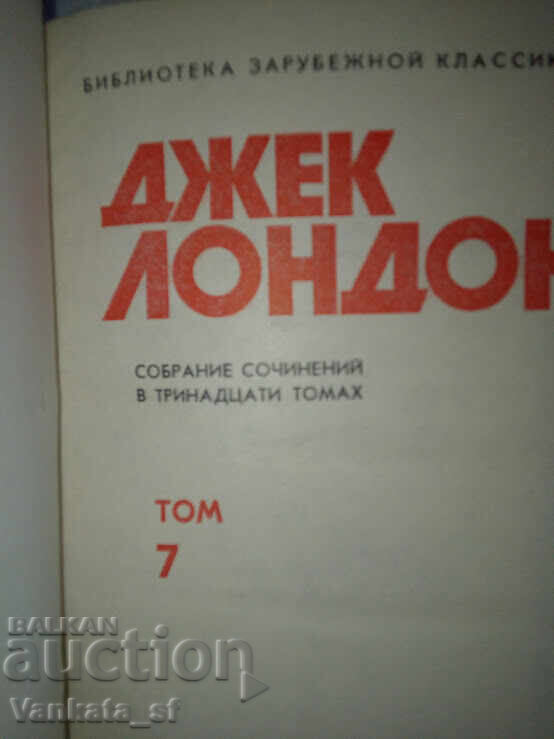 БИБЛИОТЕКА ЗАРУБЕЖНОЙ КЛАССИК
ДЖЕК
ЛОНДОН
СОБРАНИЕ СОЧИНЕНИЙ
В ТРИНАДЦАТИ ТОМАХ
ТОМ
7
BALKAN
auction
Vankata_sf